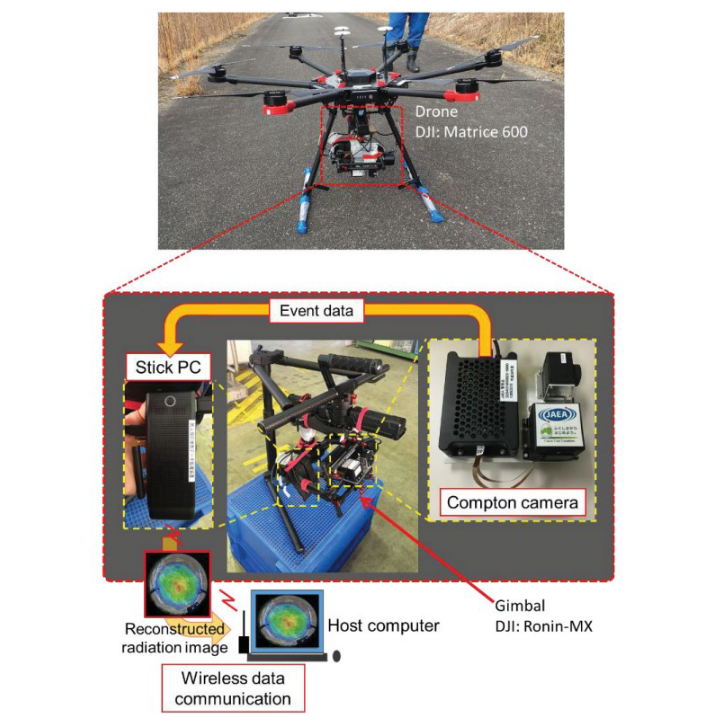 Drone
DJI: Matrice 600
Event data
Stick PC
JAEA
Compton camera
Gimbal
DJI: Ronin-MX
Reconstructed
radiation image
Host computer
Wireless data
communication